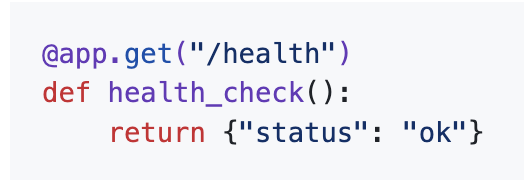 @app.get("/health")
def health_check():
    return {"status": "ok"}